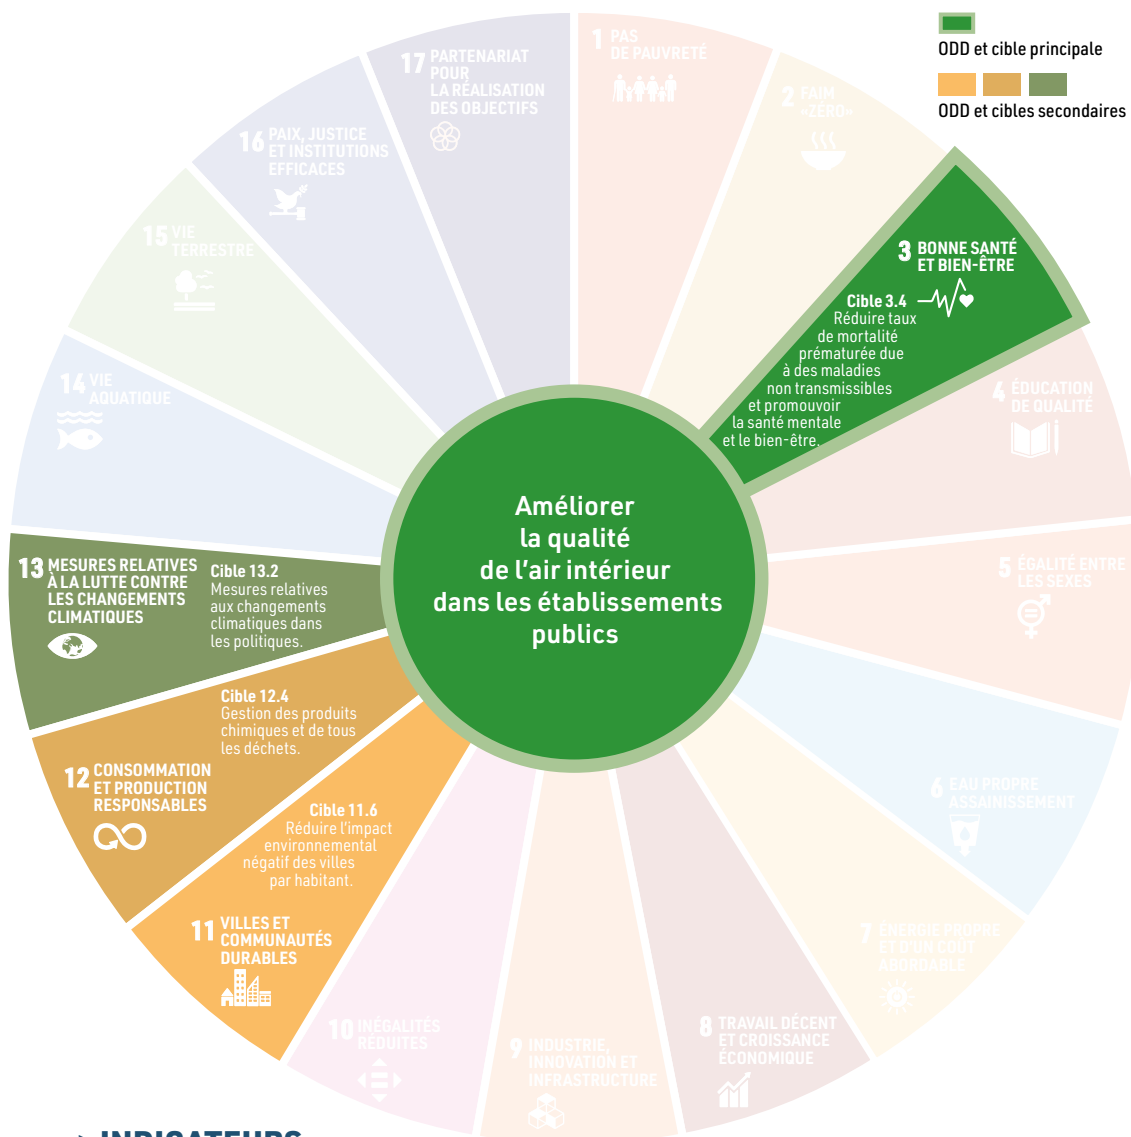 ODD et cible principale
ODD et cibles secondaires
1 PAS
DE PAUVRETÉ
2 FAIM
«ZÉRO»
3 BONNE SANTÉ
ET BIEN-ÊTRE
Cible 3.4
Réduire taux
de mortalité
prématurée due
à des maladies
non transmissibles
et promouvoir
la santé mentale
et le bien-être.
4 ÉDUCATION
DE QUALITÉ
5 ÉGALITÉ ENTRE
LES SEXES
6 EAU PROPRE
ASSAINISSEMENT
7 ÉNERGIE PROPRE
ET D'UN COÛT
ABORDABLE
8 TRAVAIL DÉCENT
ET CROISSANCE
ÉCONOMIQUE
9 INDUSTRIE,
INNOVATION ET
INFRASTRUCTURE
10 INÉGALITÉS
RÉDUITES
11 VILLES ET
COMMUNAUTÉS
DURABLES
Cible 11.6
Réduire l'impact
environnemental
négatif des villes
par habitant.
12 CONSOMMATION
ET PRODUCTION
RESPONSABLES
Cible 12.4
Gestion des produits
chimiques et de tous
les déchets.
13 MESURES RELATIVES
À LA LUTTE CONTRE
LES CHANGEMENTS
CLIMATIQUES
Cible 13.2
Mesures relatives
aux changements
climatiques dans
les politiques.
14 VIE
AQUATIQUE
15 VIE
TERRESTRE
16 PAIX, JUSTICE
ET INSTITUTIONS
EFFICACES
17 PARTENARIAT
POUR
LA RÉALISATION
DES OBJECTIFS
Améliorer
la qualité
de l'air intérieur
dans les établissements
publics
INDICATEURS